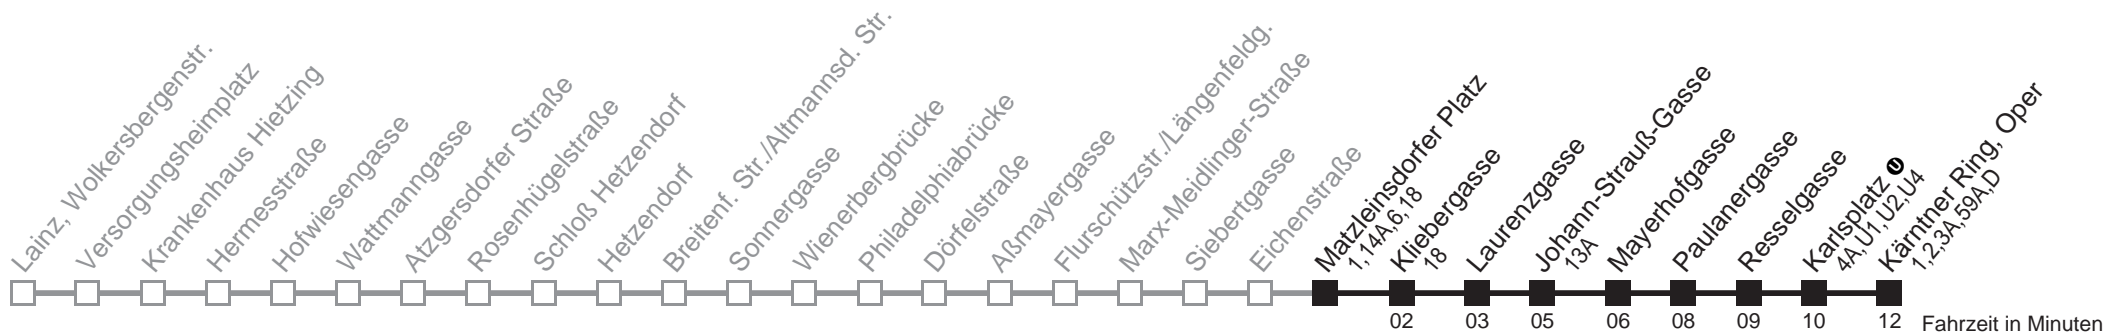 Lainz, Wolkersbergenstr.
Versorgungsheimplatz
Krankenhaus Hietzing
Hermesstraße
Hofwiesengasse
Wattmanngasse
Atzgersdorfer Straße
Rosenhügelstraße
Schloß Hetzendorf
Hetzendorf
Breitenf. Str./Altmannsd. Str.
Sonnergasse
Wienerbergbrücke
Philadelphiabrücke
Dörfelstraße
Aßmayergasse
Flurschützstr./Längenfeldg.
Marx-Meidlinger-Straße
Siebertgasse
Eichenstraße
Matzleinsdorfer Platz
1,14A,6,18
Kliebergasse
18
Laurenzgasse
Johann-Strauß-Gasse
13A
Mayerhofgasse
Paulanergasse
Resselgasse
Karlsplatz U
4A,U1,U2,U4
Kärntner Ring, Oper
1,2,3A,59A,D
02 03 05 06 08 09 10 12 Fahrzeit in Minuten